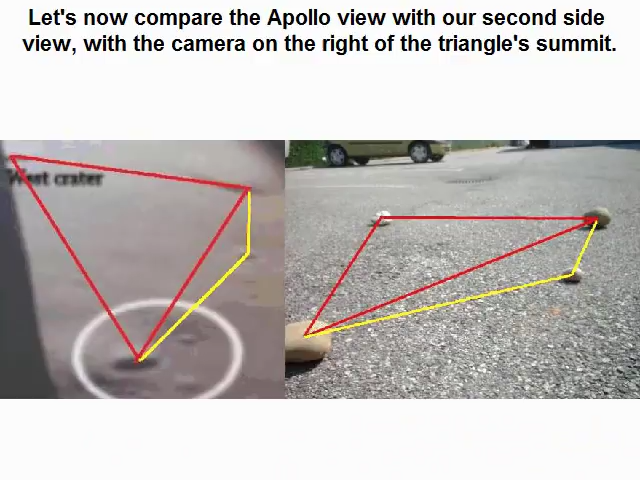 Let's now compare the Apollo view with our second side
view, with the camera on the right of the triangle's summit.
West crater